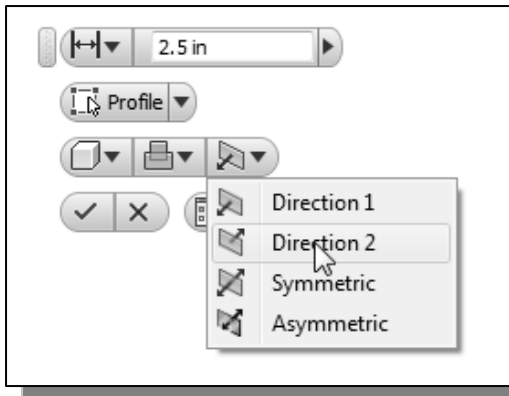 2.5 in
Profile
Direction 1
Direction 2
Symmetric
Asymmetric